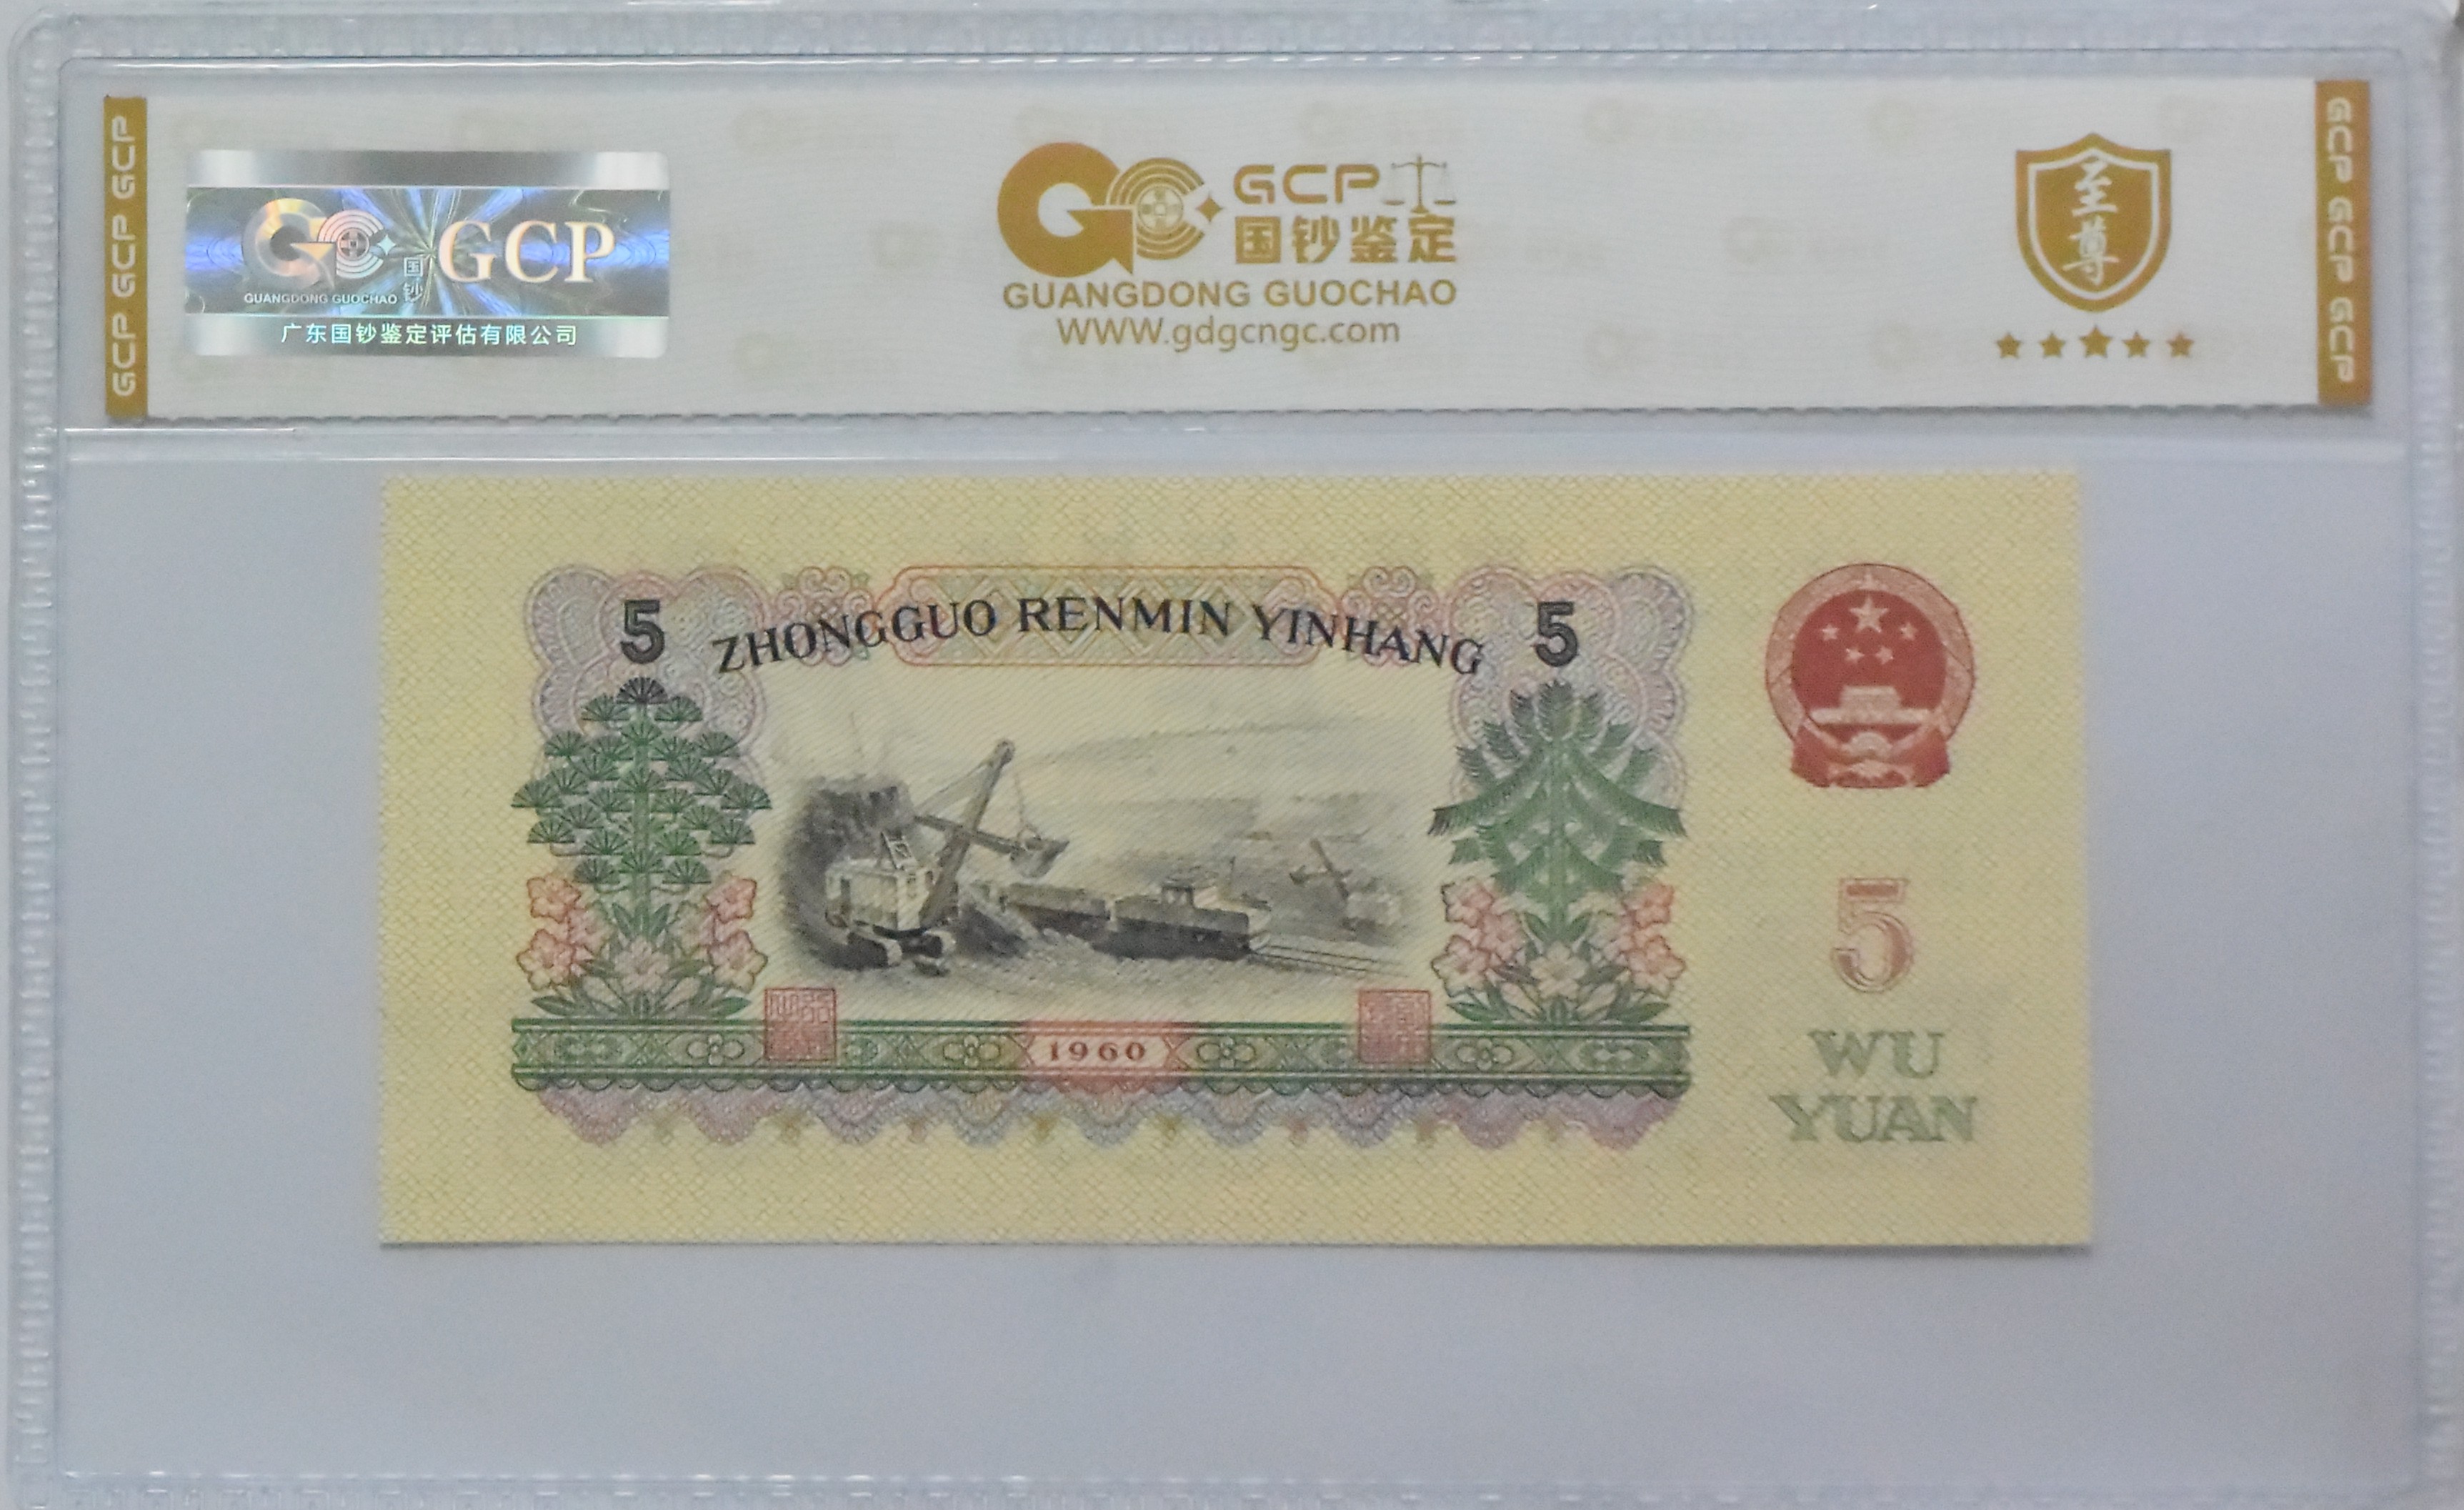 GCP GCP GCP
GCP
国钞
GUANGDONG GUOCHAO
广东国钞鉴定评估有限公司
GCP
国钞鉴定
GUANGDONG GUOCHAO
WWW.gdgcngc.com
至尊
GCP GCP GCP
5 ZHONGGUO RENMIN YINHANG 5
1960
5
WU
YUAN